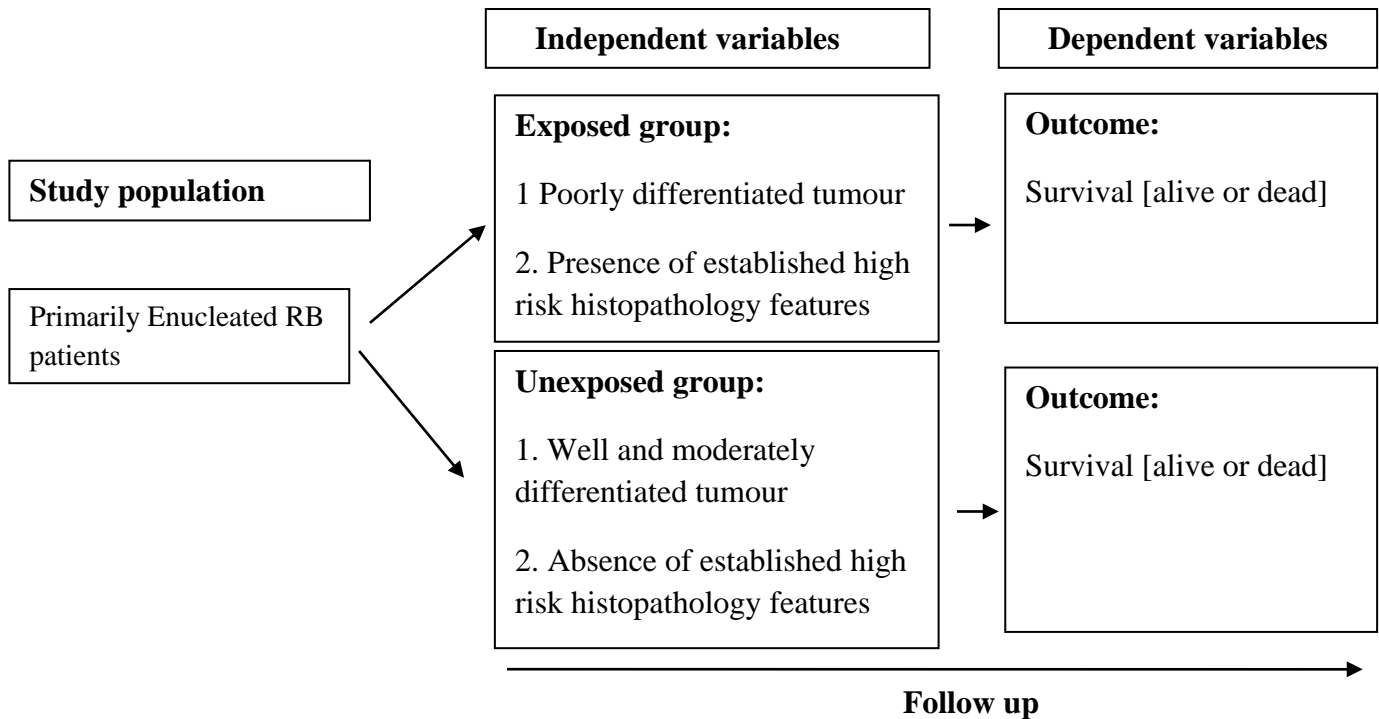 Study population
Primarily Enucleated RB
patients
Independent variables
Exposed group:
1 Poorly differentiated tumour
2. Presence of established high
risk histopathology features
Unexposed group:
1. Well and moderately
differentiated tumour
2. Absence of established high
risk histopathology features
Dependent variables
Outcome:
Survival [alive or dead]
Outcome:
Survival [alive or dead]
Follow up